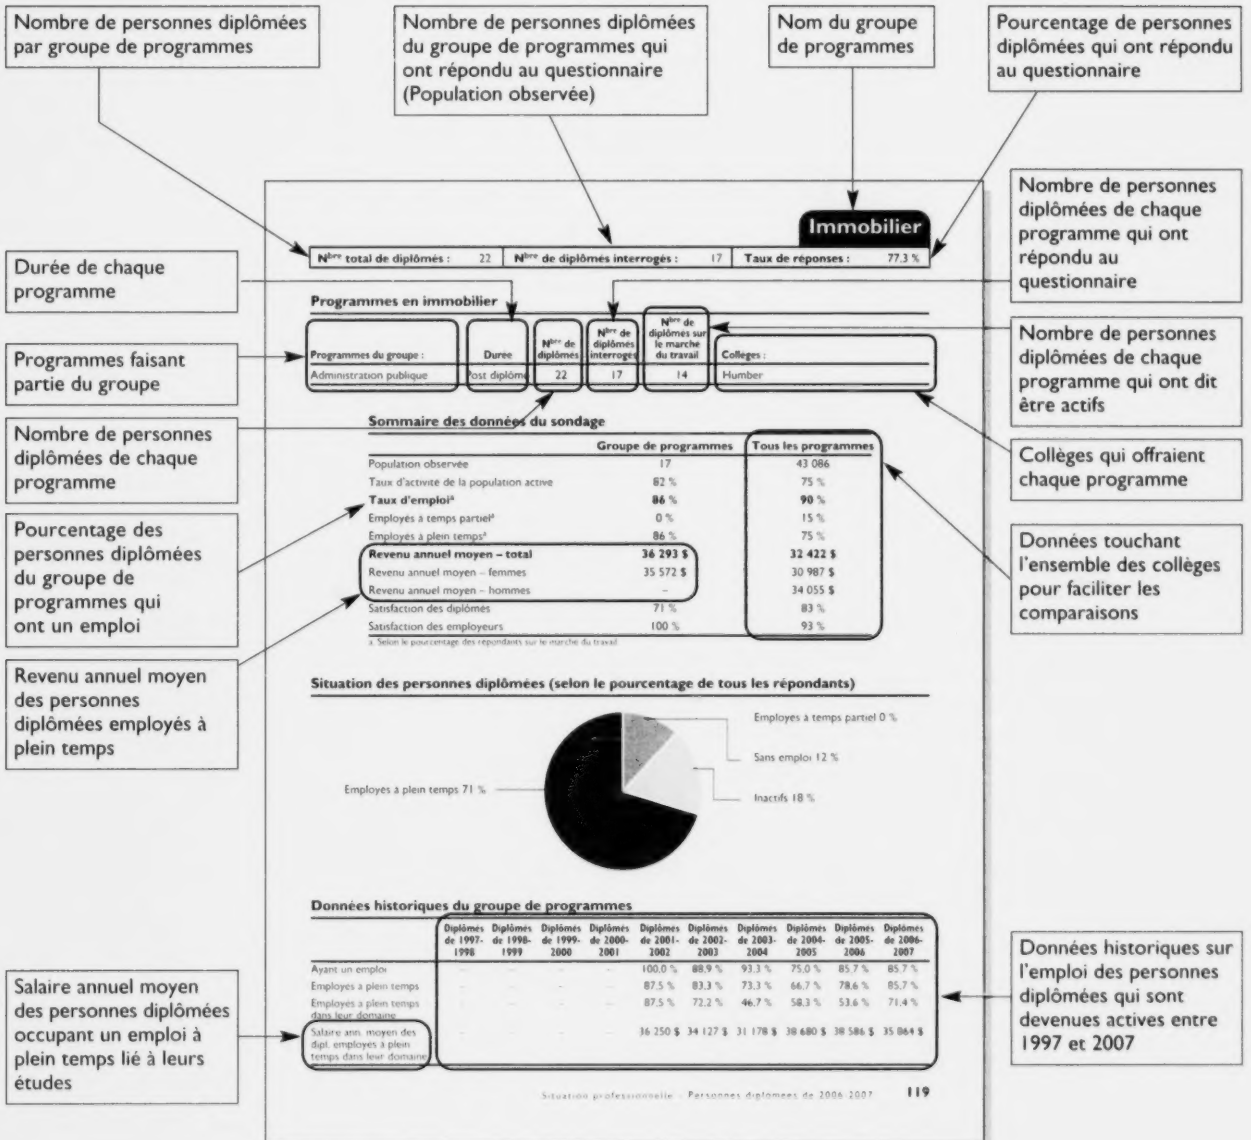 Nombre de personnes diplômées
par groupe de programmes
Nombre de personnes diplômées
du groupe de programmes qui
ont répondu au questionnaire
(Population observée)
Nom du groupe
de programmes
Pourcentage de personnes
diplômées qui ont répondu
au questionnaire
Durée de chaque
programme
Programmes faisant
partie du groupe
Nombre de personnes
diplômées de chaque
programme
Pourcentage des
personnes diplômées
du groupe de
programmes qui
ont un emploi
Revenu annuel moyen
des personnes
diplômées employés à
plein temps
Salaire annuel moyen
des personnes diplômées
occupant un emploi à
plein temps lié à leurs
études
Immobilier
Nbre total de diplômés : 22 Nbre de diplômés interrogés : 17 Taux de réponses : 77.3 %
Programmes en immobilier
Programmes du groupe : Durée Nbre de diplômés Nbre de diplômés interrogés Nbre de diplômés sur le marché du travail Collèges :
Administration publique Post diplôme 22 17 14 Humber
Sommaire des données du sondage
Groupe de programmes Tous les programmes
Population observée 17 43 086
Taux d'activité de la population active 82 % 75 %
Taux d'emploiª 86 % 90 %
Employés à temps partielª 0 % 15 %
Employés à plein tempsª 86 % 75 %
Revenu annuel moyen – total 36 293 $ 32 422 $
Revenu annuel moyen – femmes 35 572 $ 30 987 $
Revenu annuel moyen – hommes – 34 055 $
Satisfaction des diplômés 71 % 83 %
Satisfaction des employeurs 100 % 93 %
a. Selon le pourcentage des répondants sur le marché du travail.
Situation des personnes diplômées (selon le pourcentage de tous les répondants)
Employés à temps partiel 0 %
Sans emploi 12 %
Employés à plein temps 71 %
Inactifs 18 %
Données historiques du groupe de programmes
Diplômés de 1997-1998 Diplômés de 1998-1999 Diplômés de 1999-2000 Diplômés de 2000-2001 Diplômés de 2001-2002 Diplômés de 2002-2003 Diplômés de 2003-2004 Diplômés de 2004-2005 Diplômés de 2005-2006 Diplômés de 2006-2007
Ayant un emploi – – – – 100.0 % 88.9 % 93.3 % 75.0 % 85.7 % 85.7 %
Employés à plein temps – – – – 87.5 % 83.3 % 73.3 % 66.7 % 78.6 % 85.7 %
Employés à plein temps – – – – 87.5 % 72.2 % 46.7 % 58.3 % 53.6 % 71.4 %
dans leur domaine
Salaire ann. moyen des 36 250 $ 34 127 $ 31 178 $ 38 680 $ 38 586 $ 35 864 $
dipl. employés à plein
temps dans leur domaine
Situation professionnelle - Personnes diplômées de 2006-2007 119
Nombre de personnes
diplômées de chaque
programme qui ont
répondu au
questionnaire
Nombre de personnes
diplômées de chaque
programme qui ont dit
être actifs
Collèges qui offraient
chaque programme
Données touchant
l'ensemble des collèges
pour faciliter les
comparaisons
Données historiques sur
l'emploi des personnes
diplômées qui sont
devenues actives entre
1997 et 2007